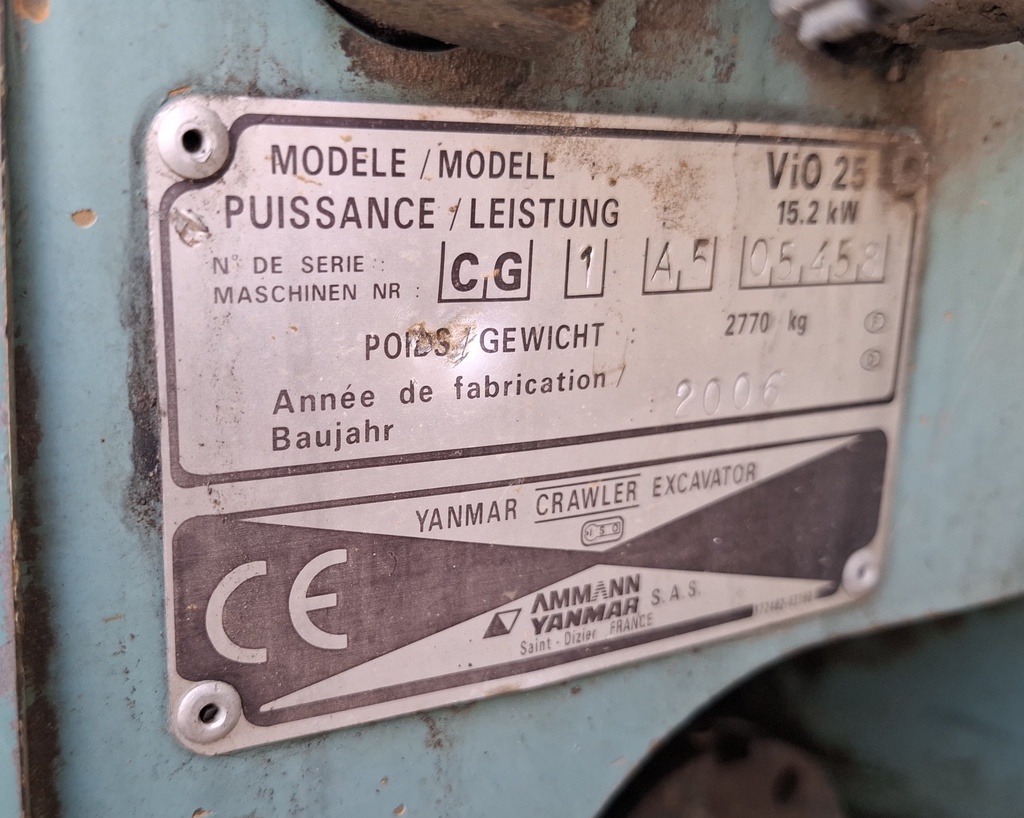 MODELE / MODELL ViO 25
PUISSANCE / LEISTUNG 15.2 kW
N° DE SERIE :
MASCHINEN NR : CG 1 A5 05458
POIDS / GEWICHT : 2770 kg
Année de fabrication / 2006
Baujahr
YANMAR CRAWLER EXCAVATOR
ISO
CE
AMMANN
YANMAR S.A.S.
Saint - Dizier FRANCE